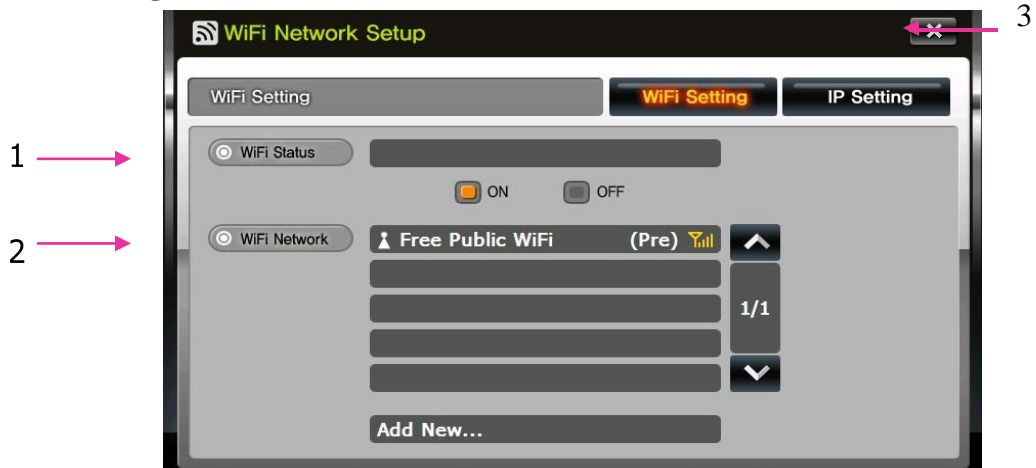 3
WiFi Network Setup
WiFi Setting WiFi Setting IP Setting
1 WiFi Status
ON OFF
2 WiFi Network Free Public WiFi (Pre)
1/1
Add New...